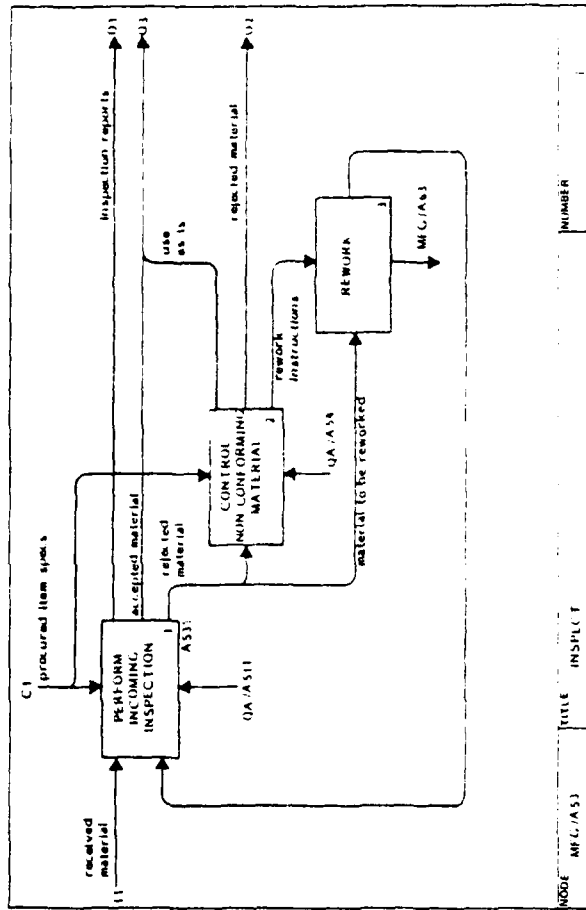 C1
procured item specs
received
material
I1
PERFORM
INCOMING
INSPECTION
1
A531
QA/A511
inspection reports
O1
accepted material
O3
rejected
material
use
as is
CONTROL
NON CONFORMING
MATERIAL
2
QA/A54
rejected material
O2
rework
instructions
material to be reworked
REWORK
3
MFG/A63
NODE
MFG/A53
TITLE
INSPECT
NUMBER